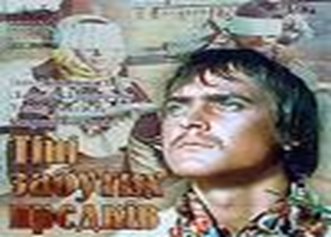 Тіні
забутих
предків